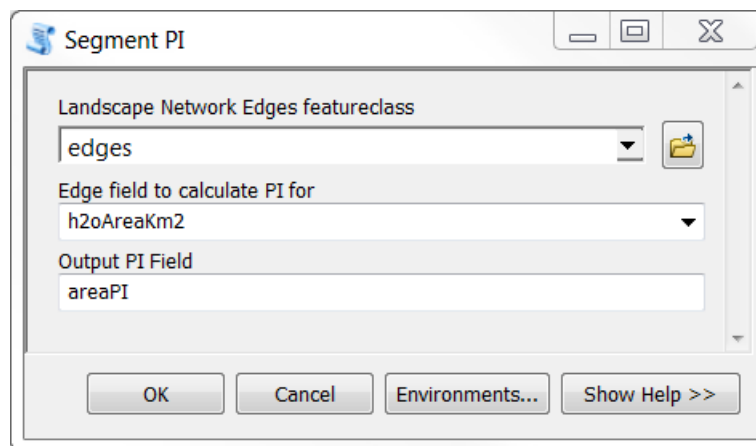 Segment PI
Landscape Network Edges featureclass
edges
Edge field to calculate PI for
h2oAreaKm2
Output PI Field
areaPI
OK Cancel Environments... Show Help >>